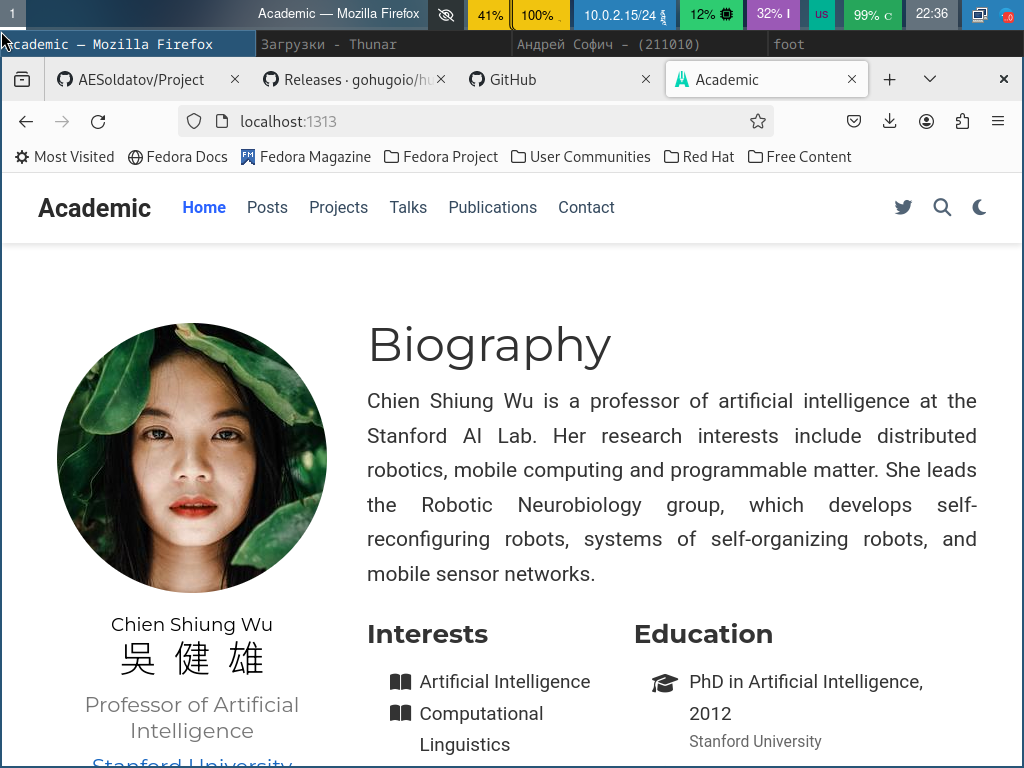 1
Academic — Mozilla Firefox
41%
100%
10.0.2.15/24
12%
32%
us
99%
22:36
cademic — Mozilla Firefox
Загрузки - Thunar
Андрей Софич - (211010)
foot
AESoldatov/Project
Releases · gohugoio/hu
GitHub
Academic
localhost:1313
Most Visited
Fedora Docs
Fedora Magazine
Fedora Project
User Communities
Red Hat
Free Content
Academic
Home
Posts
Projects
Talks
Publications
Contact
Biography
Chien Shiung Wu is a professor of artificial intelligence at the
Stanford AI Lab. Her research interests include distributed
robotics, mobile computing and programmable matter. She leads
the Robotic Neurobiology group, which develops self-
reconfiguring robots, systems of self-organizing robots, and
mobile sensor networks.
Chien Shiung Wu
吳健雄
Professor of Artificial
Intelligence
Stanford University
Interests
Artificial Intelligence
Computational
Linguistics
Education
PhD in Artificial Intelligence,
2012
Stanford University